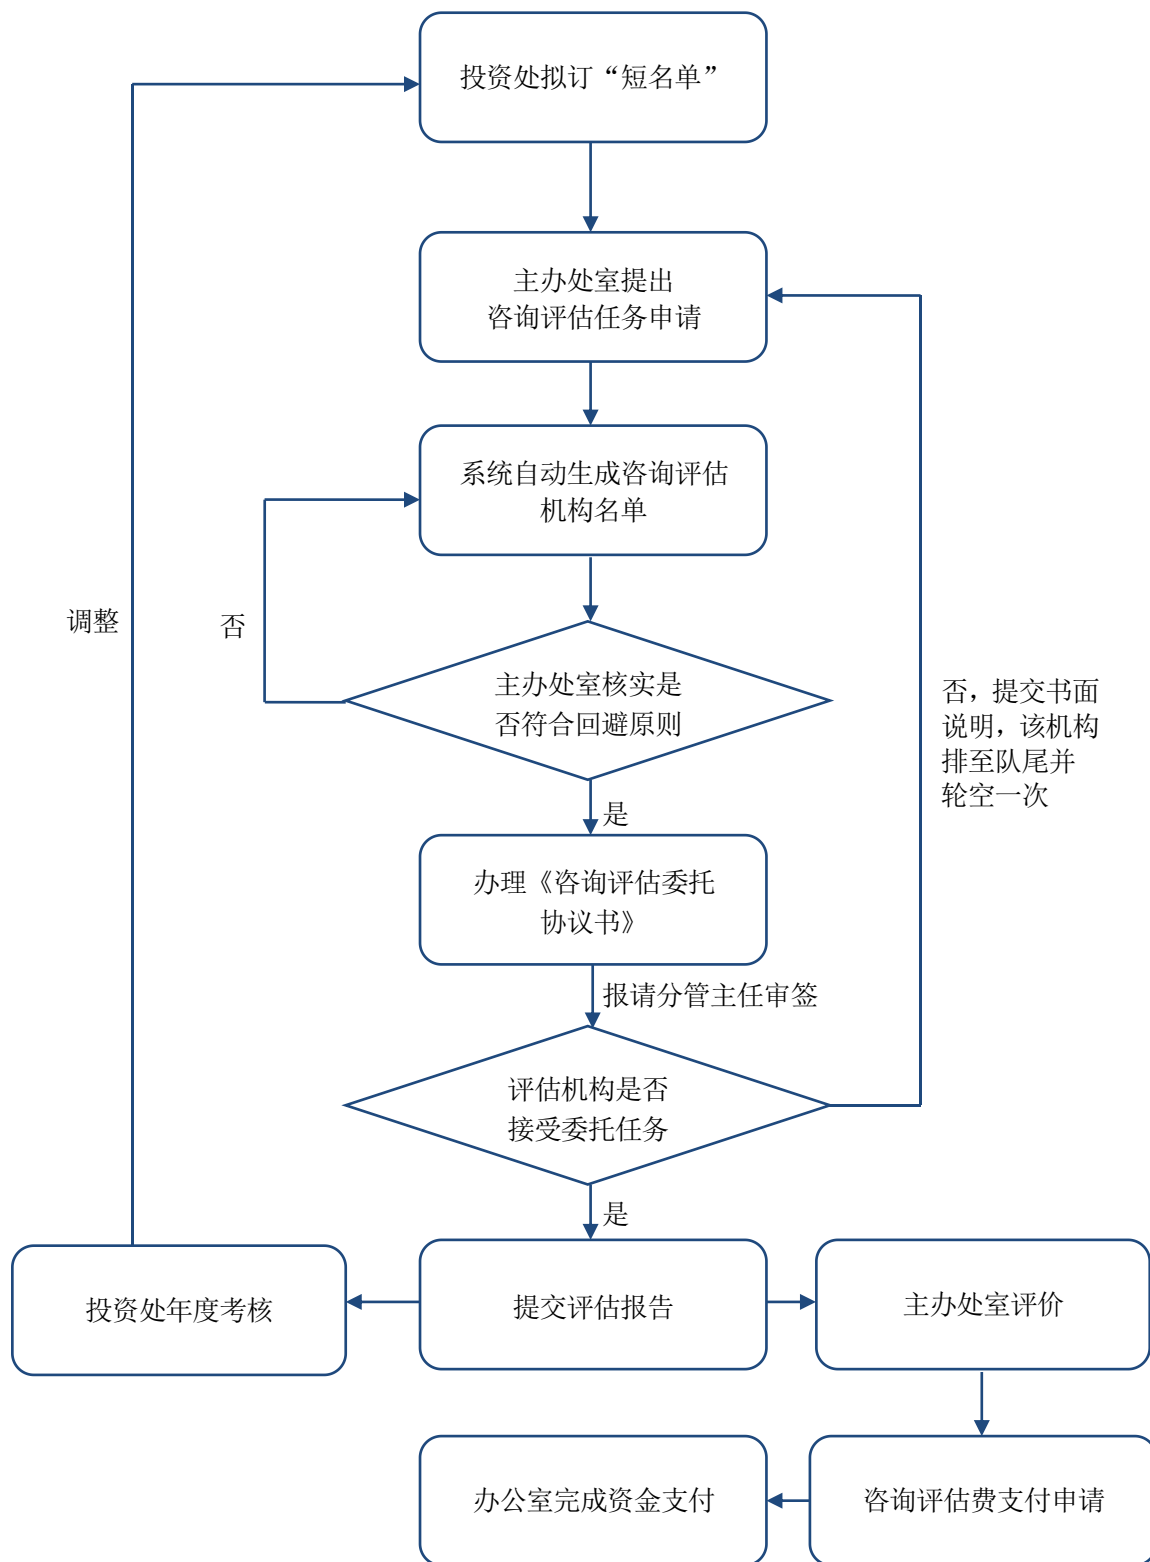 投资处拟订“短名单”
主办处室提出
咨询评估任务申请
系统自动生成咨询评估
机构名单
调整
否
主办处室核实是
否符合回避原则
否，提交书面
说明，该机构
排至队尾并
轮空一次
是
办理《咨询评估委托
协议书》
报请分管主任审签
评估机构是否
接受委托任务
是
投资处年度考核
提交评估报告
主办处室评价
办公室完成资金支付
咨询评估费支付申请